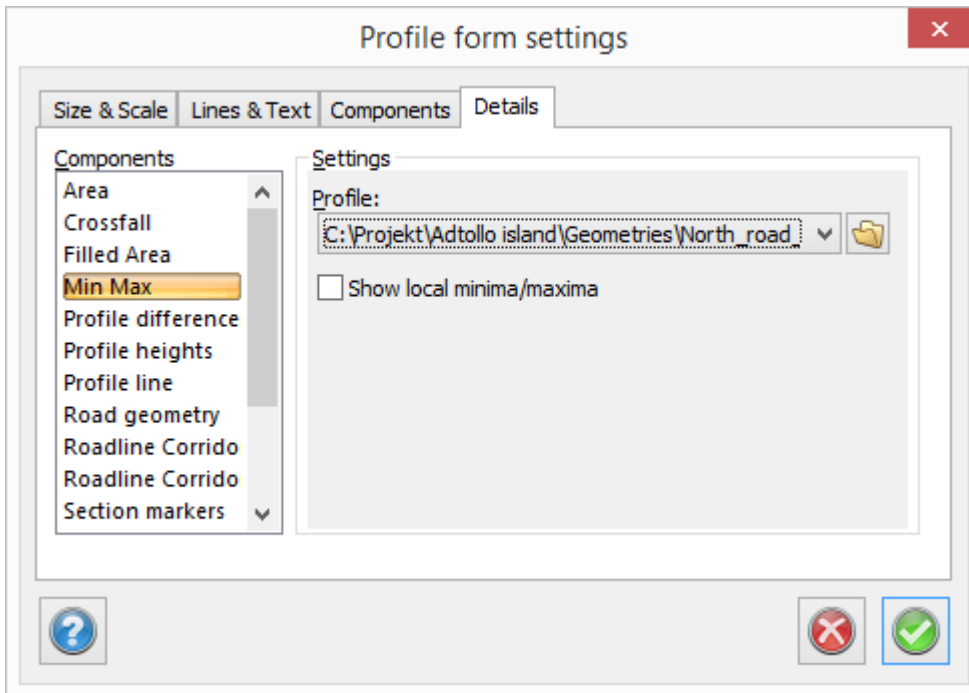 Profile form settings
Size & Scale
Lines & Text
Components
Details
Components
Area
Crossfall
Filled Area
Min Max
Profile difference
Profile heights
Profile line
Road geometry
Roadline Corrido
Roadline Corrido
Section markers
Settings
Profile:
C:\Projekt\Adtollo island\Geometries\North_road_
Show local minima/maxima